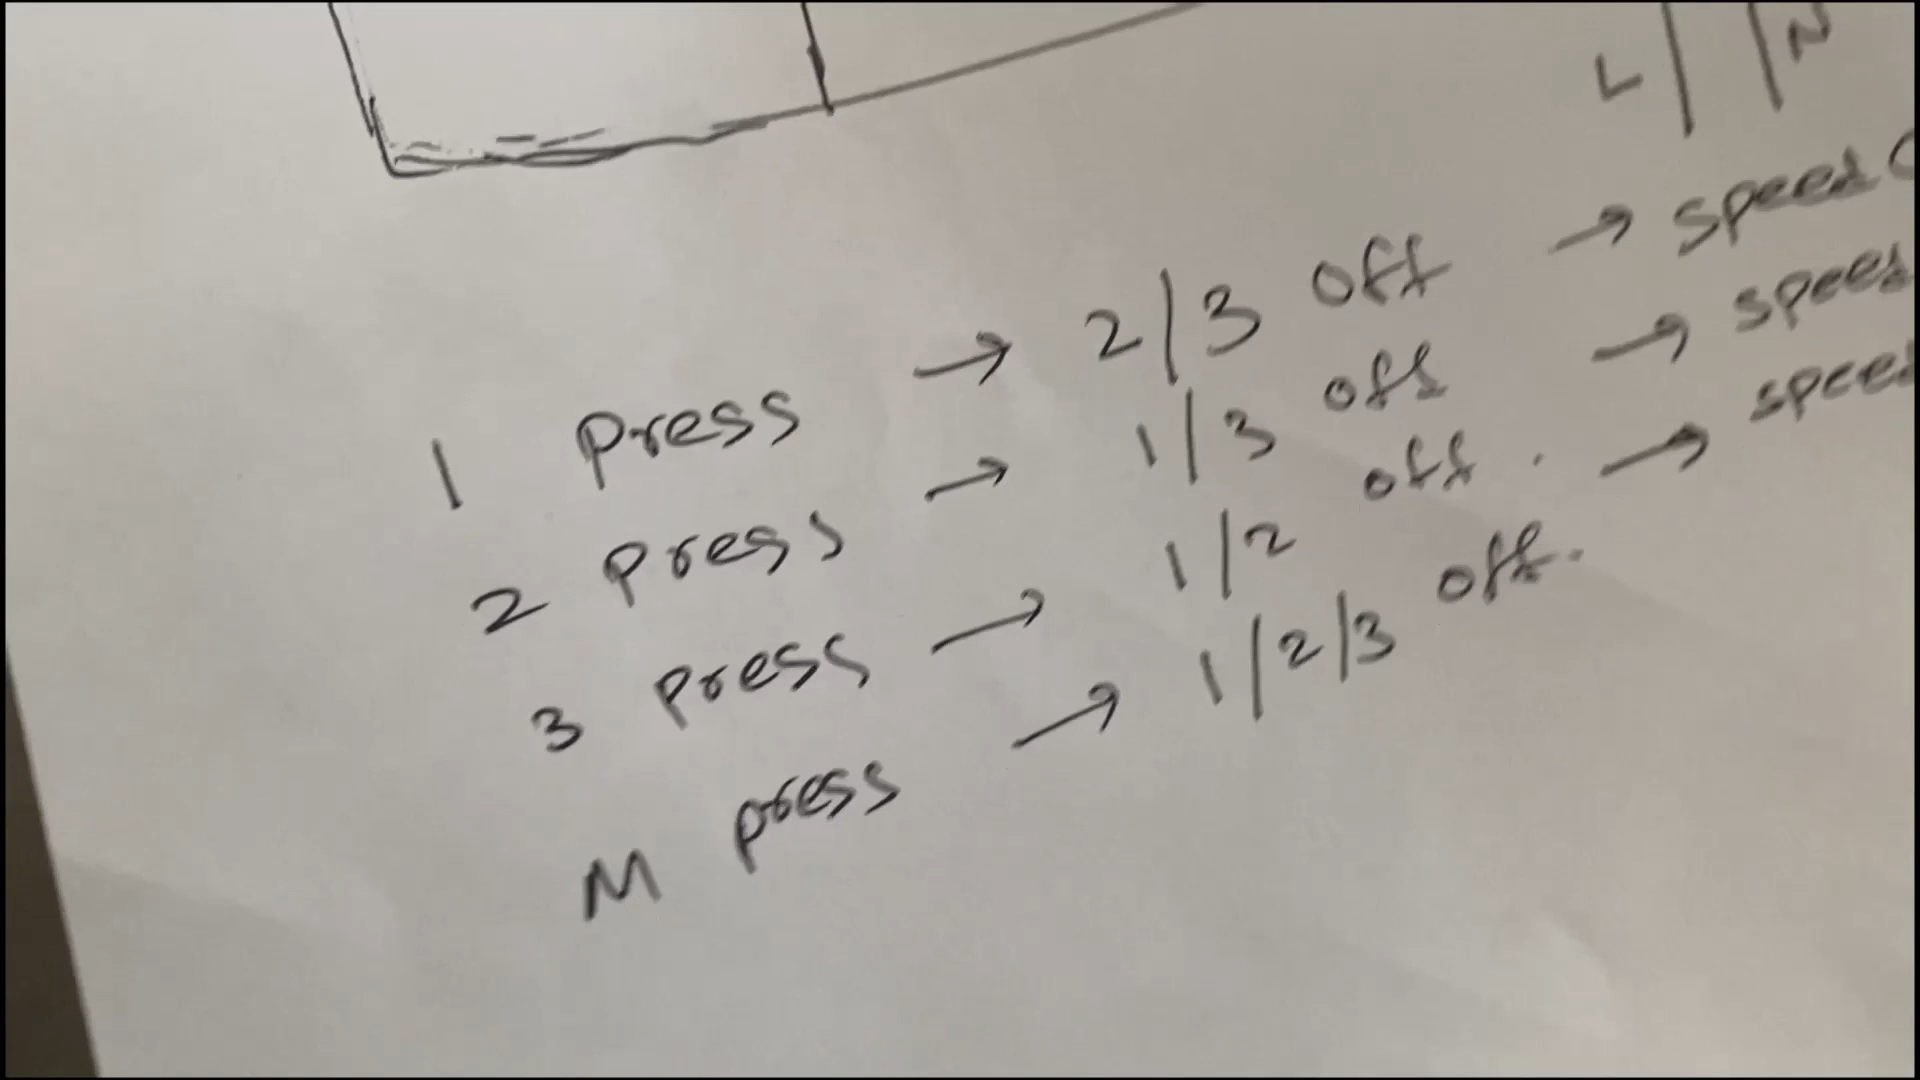 L N
1 press → 2/3 off → speed
2 press → 1/3 off → speed
3 press → 1/2 off. → speed
M press → 1/2/3 off.